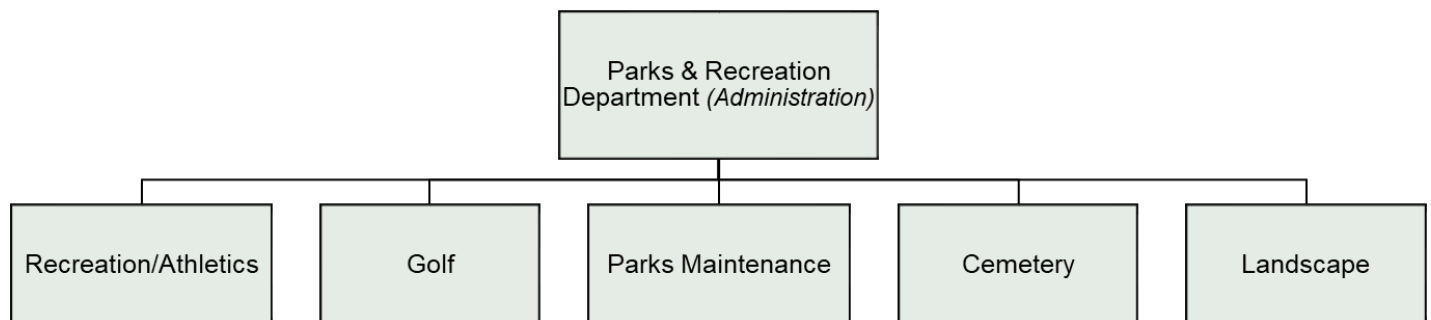 Parks & Recreation
Department (Administration)
Recreation/Athletics
Golf
Parks Maintenance
Cemetery
Landscape